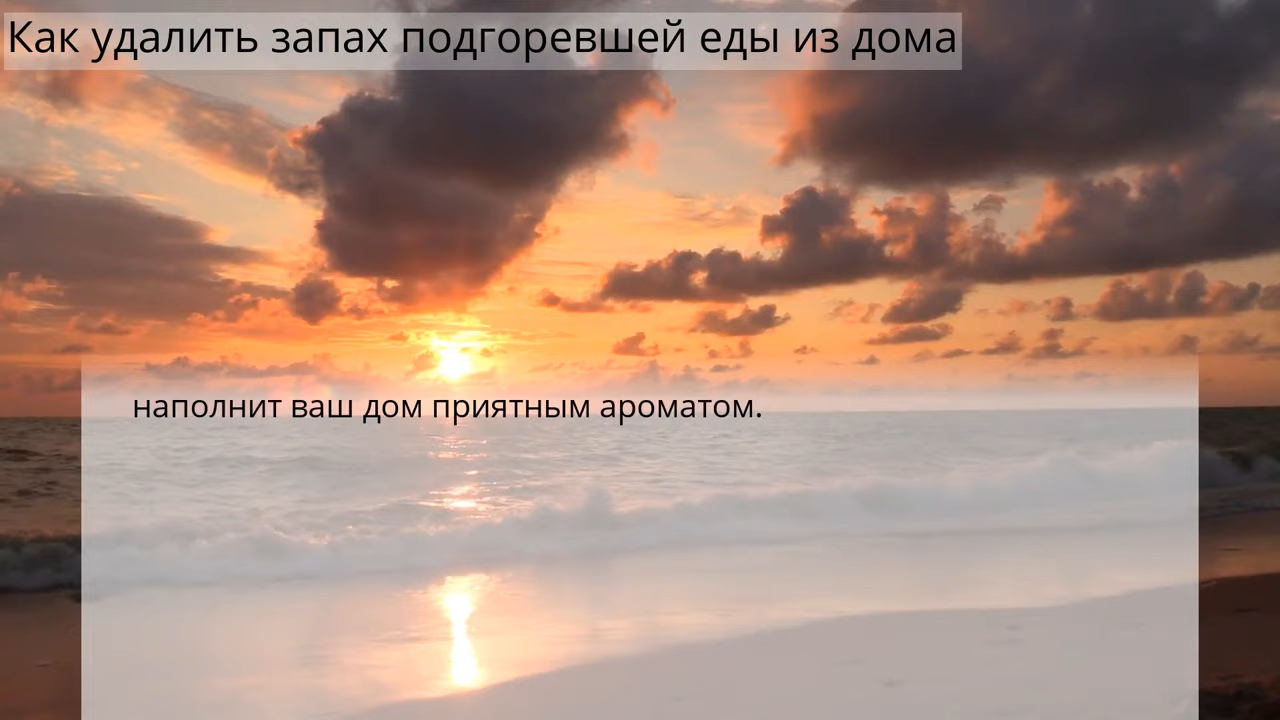 Как удалить запах подгоревшей еды из дома
наполнит ваш дом приятным ароматом.